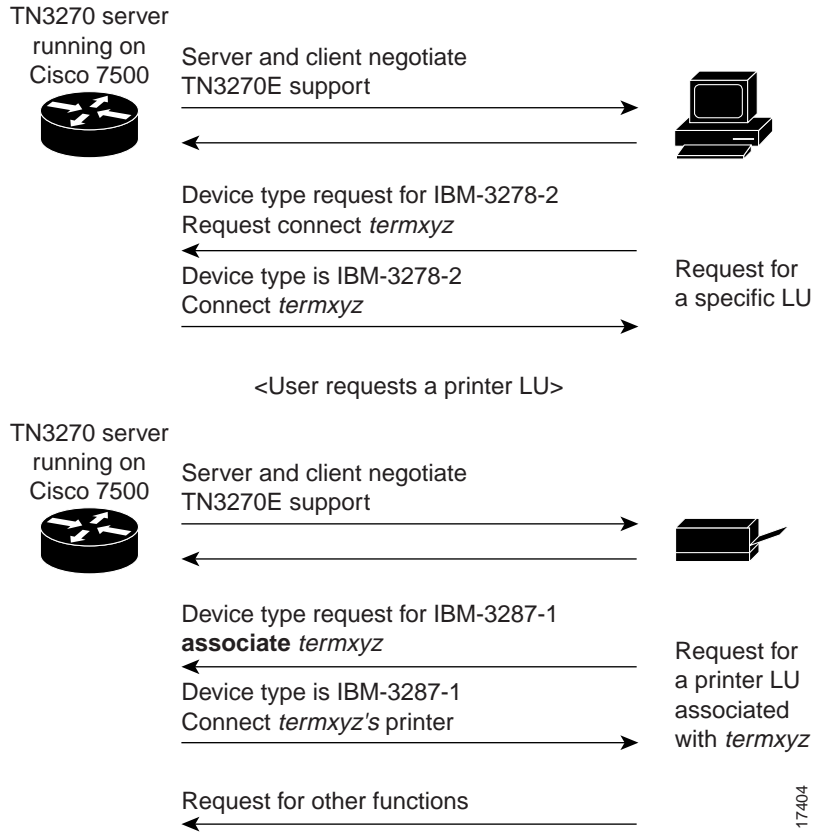 TN3270 server
running on
Cisco 7500
Server and client negotiate
TN3270E support
Device type request for IBM-3278-2
Request connect termxyz
Device type is IBM-3278-2
Connect termxyz
Request for
a specific LU
<User requests a printer LU>
TN3270 server
running on
Cisco 7500
Server and client negotiate
TN3270E support
Device type request for IBM-3287-1
associate termxyz
Device type is IBM-3287-1
Connect termxyz's printer
Request for
a printer LU
associated
with termxyz
Request for other functions
17404